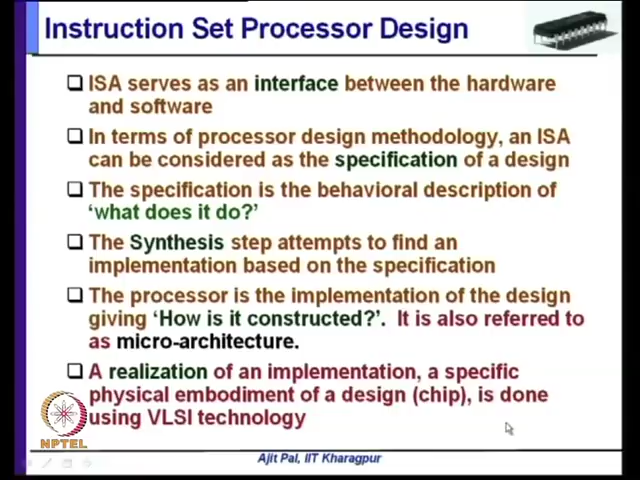 Instruction Set Processor Design
❑ ISA serves as an interface between the hardware
and software
❑ In terms of processor design methodology, an ISA
can be considered as the specification of a design
❑ The specification is the behavioral description of
‘what does it do?’
❑ The Synthesis step attempts to find an
implementation based on the specification
❑ The processor is the implementation of the design
giving ‘How is it constructed?’. It is also referred to
as micro-architecture.
❑ A realization of an implementation, a specific
physical embodiment of a design (chip), is done
using VLSI technology
NPTEL
Ajit Pal, IIT Kharagpur